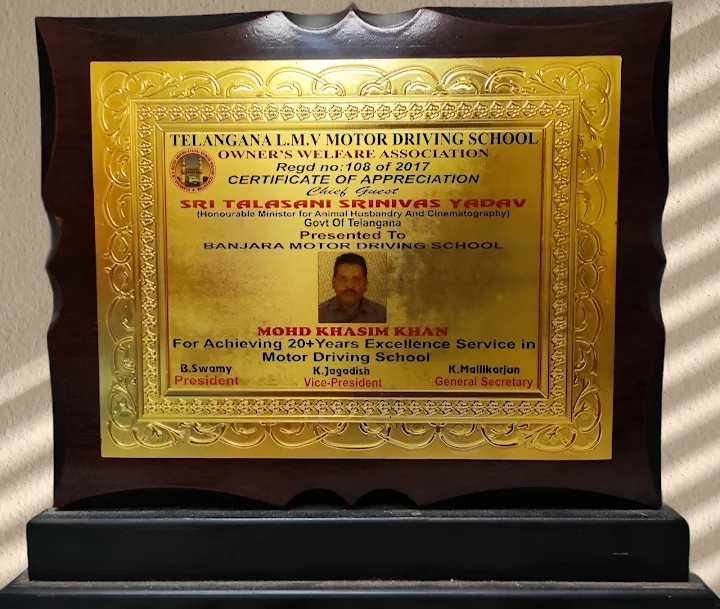 TELANGANA L.M.V MOTOR DRIVING SCHOOL
OWNER'S WELFARE ASSOCIATION
Regd no:108 of 2017
CERTIFICATE OF APPRECIATION
Chief Guest
SRI TALASANI SRINIVAS YADAV
(Honourable Minister for Animal Husbandry And Cinematography)
Govt Of Telangana
Presented To
BANJARA MOTOR DRIVING SCHOOL
MOHD KHASIM KHAN
For Achieving 20+Years Excellence Service in
Motor Driving School
B.Swamy K.Jagadish K.Mallikarjun
President Vice-President General Secretary